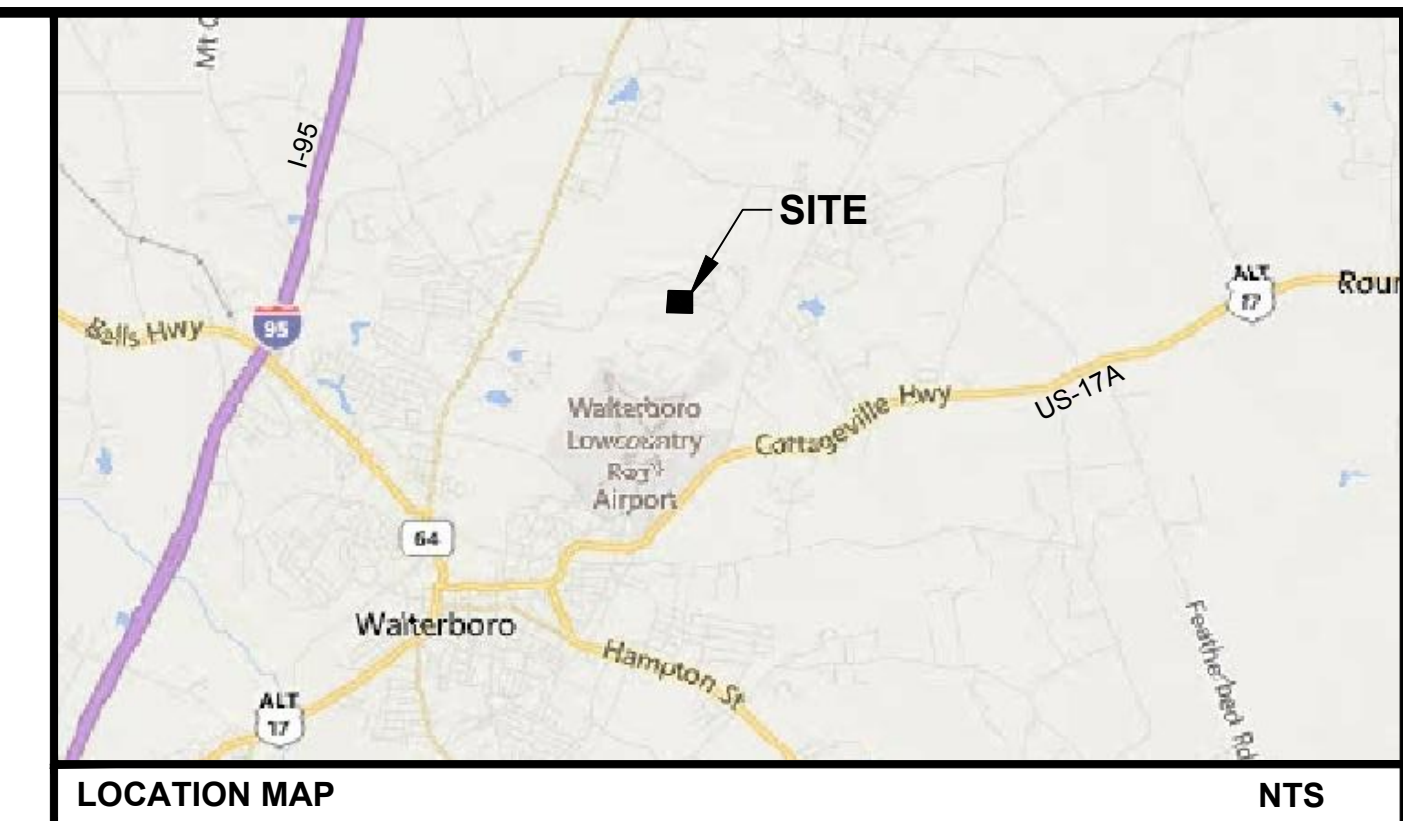 I-95
SITE
ALT
17
Bells Hwy
95
Walterboro
Lowcountry
Airport
Cottageville Hwy
US-17A
64
Walterboro
Hampton St
Featherbed Rd
ALT
17
LOCATION MAP
NTS